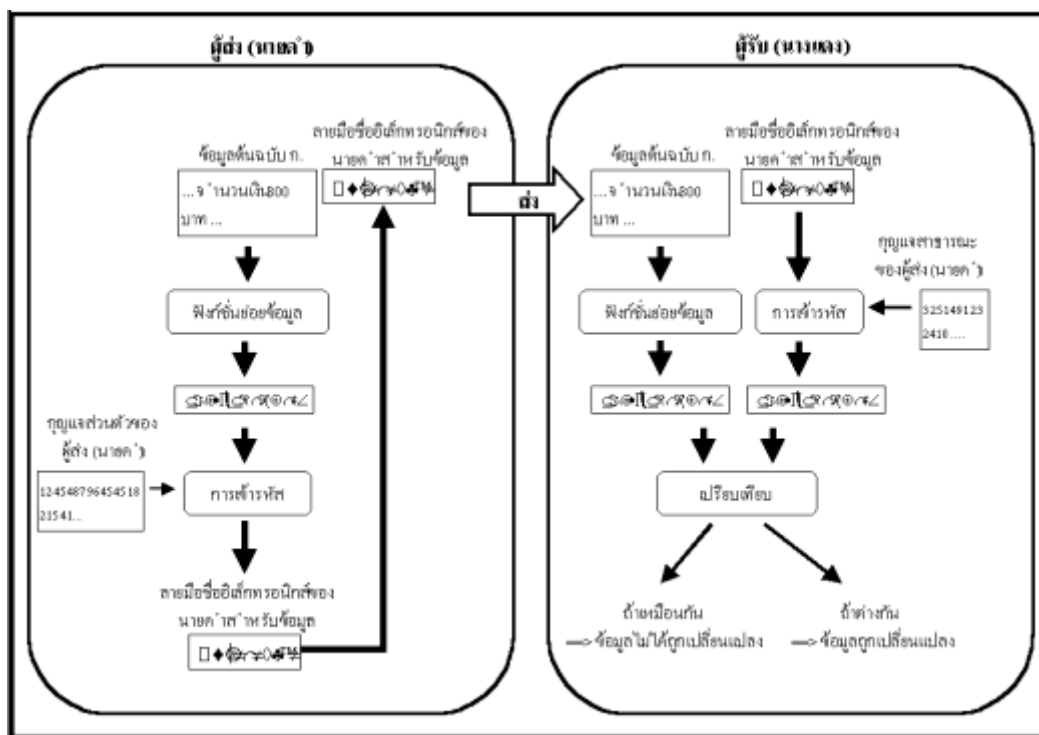 ผู้ส่ง (นายดำ)
ลายมือชื่ออิเล็กทรอนิกส์ของ
นายดำสำหรับข้อมูล
ข้อมูลต้นฉบับ ก.
...จำนวนเงิน800
บาท ...
ฟังก์ชั่นย่อยข้อมูล
กุญแจส่วนตัวของ
ผู้ส่ง (นายดำ)
124548796454518
21541...
การเข้ารหัส
ลายมือชื่ออิเล็กทรอนิกส์ของ
นายดำสำหรับข้อมูล
ส่ง
ผู้รับ (นางแดง)
ลายมือชื่ออิเล็กทรอนิกส์ของ
นายดำสำหรับข้อมูล
ข้อมูลต้นฉบับ ก.
...จำนวนเงิน800
บาท ...
กุญแจสาธารณะ
ของผู้ส่ง (นายดำ)
325149123
2410....
ฟังก์ชั่นย่อยข้อมูล
การเข้ารหัส
เปรียบเทียบ
ถ้าเหมือนกัน
==> ข้อมูลไม่ได้ถูกเปลี่ยนแปลง
ถ้าต่างกัน
==> ข้อมูลถูกเปลี่ยนแปลง